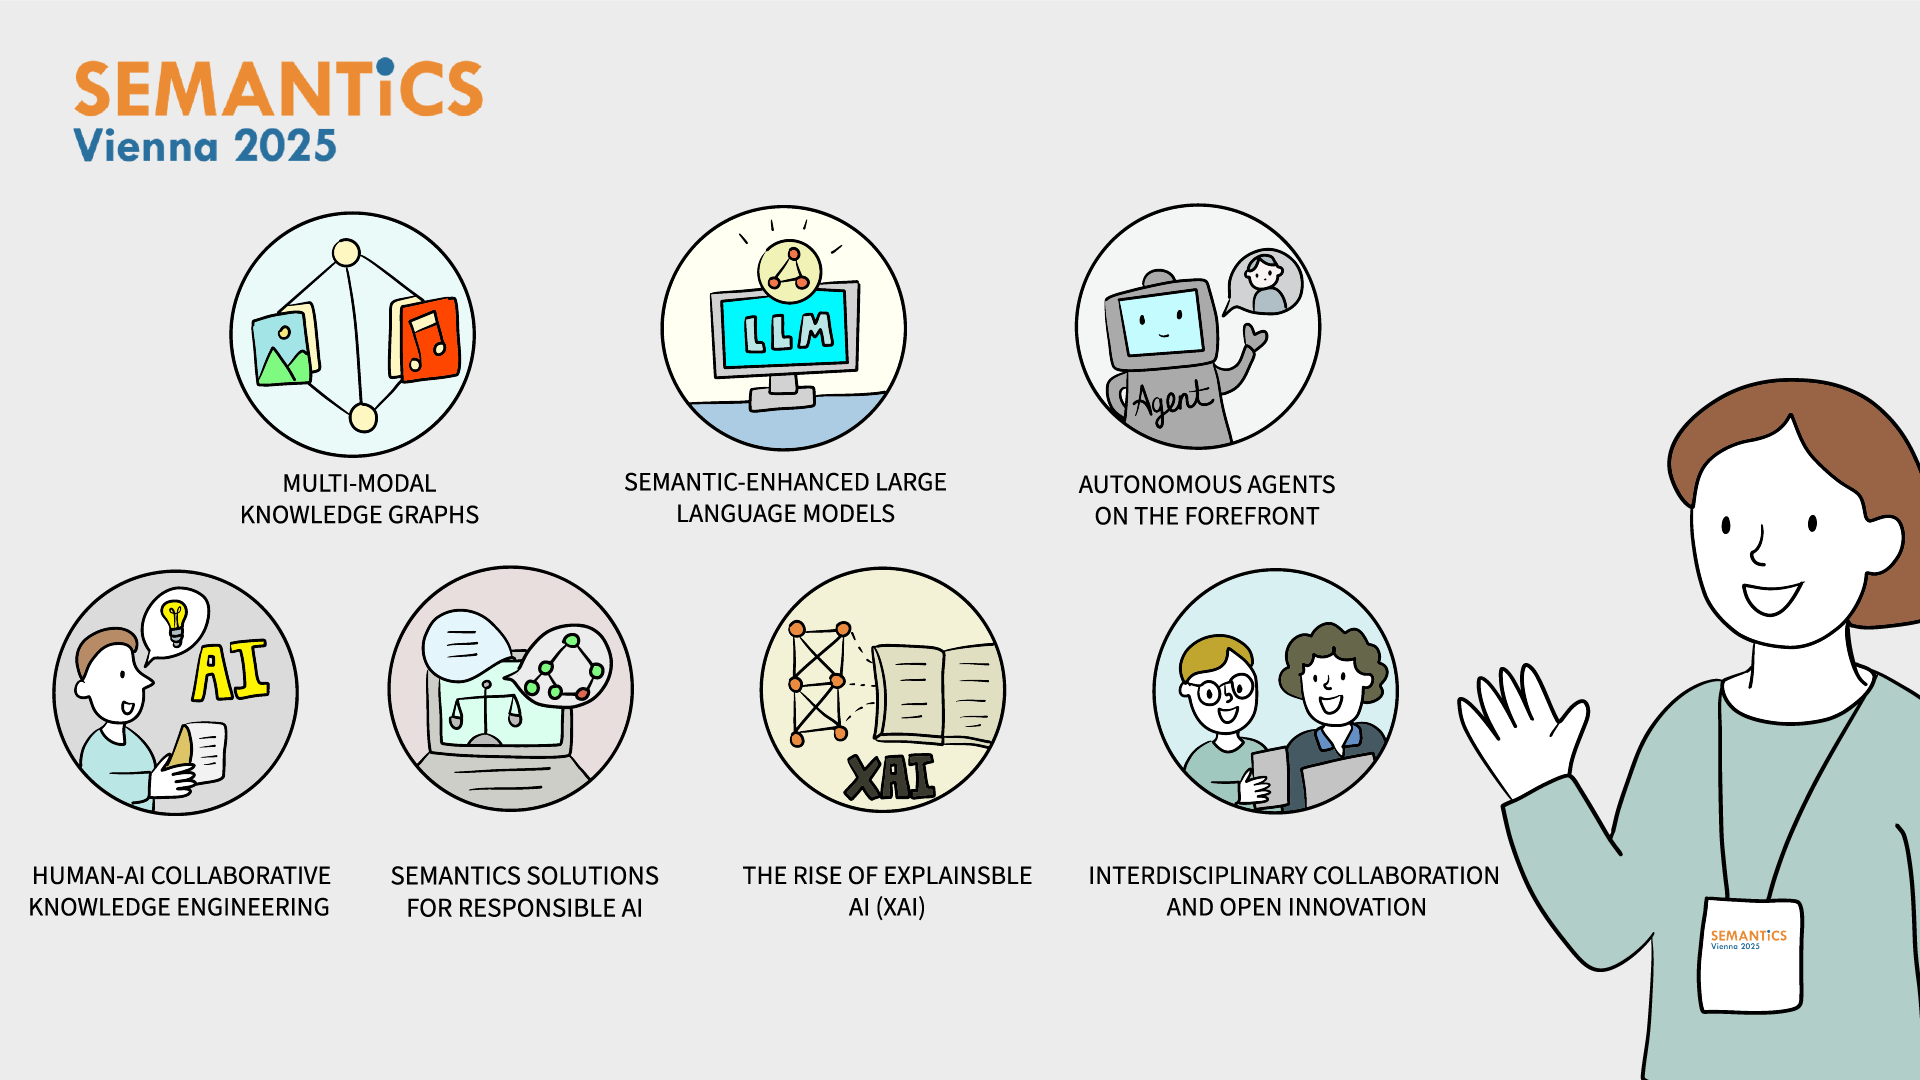 SEMANTiCS
Vienna 2025
LLM
Agent
MULTI-MODAL
KNOWLEDGE GRAPHS
SEMANTIC-ENHANCED LARGE
LANGUAGE MODELS
AUTONOMOUS AGENTS
ON THE FOREFRONT
AI
XAI
HUMAN-AI COLLABORATIVE
KNOWLEDGE ENGINEERING
SEMANTICS SOLUTIONS
FOR RESPONSIBLE AI
THE RISE OF EXPLAINSBLE
AI (XAI)
INTERDISCIPLINARY COLLABORATION
AND OPEN INNOVATION
SEMANTiCS
Vienna 2025